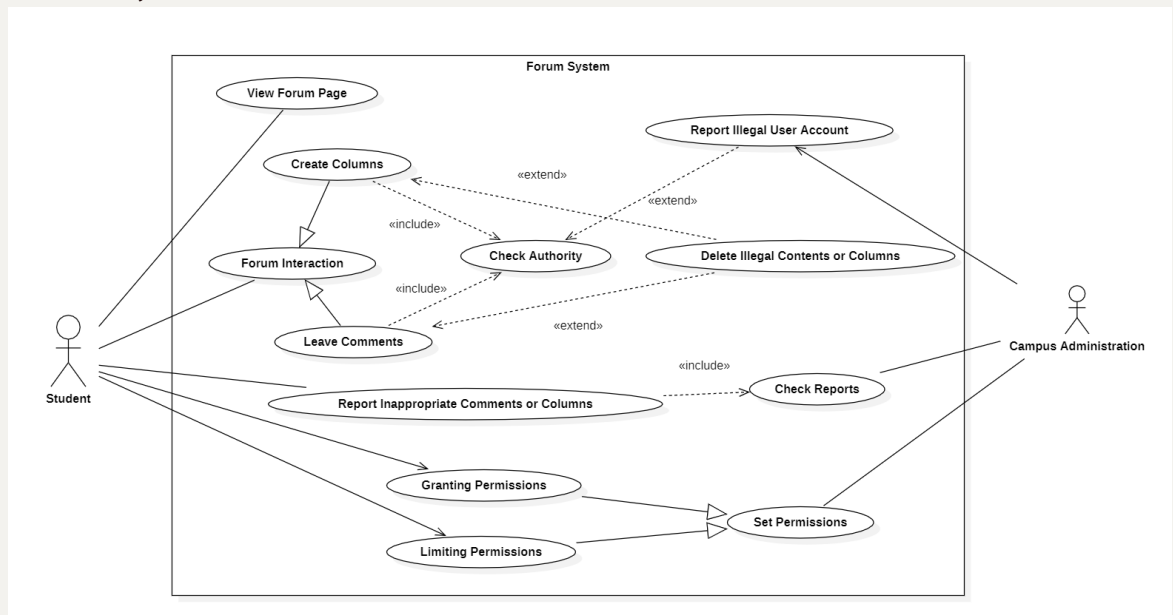 Forum System
View Forum Page
Report Illegal User Account
Create Columns
«extend»
«extend»
«include»
Check Authority
Delete Illegal Contents or Columns
Forum Interaction
«include»
«extend»
Leave Comments
Campus Administration
«include»
Student
Check Reports
Report Inappropriate Comments or Columns
Granting Permissions
Set Permissions
Limiting Permissions